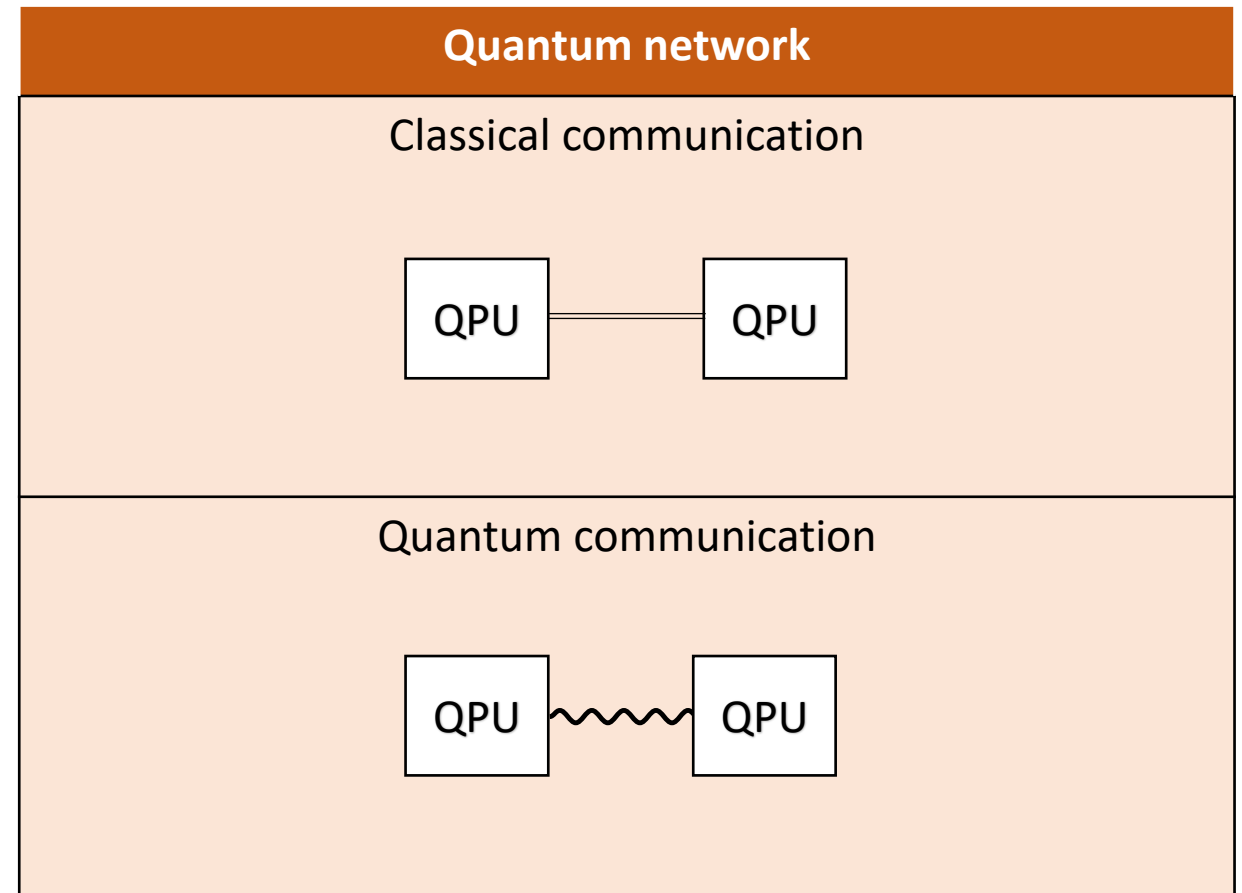 Quantum network
Classical communication
QPU QPU
Quantum communication
QPU QPU